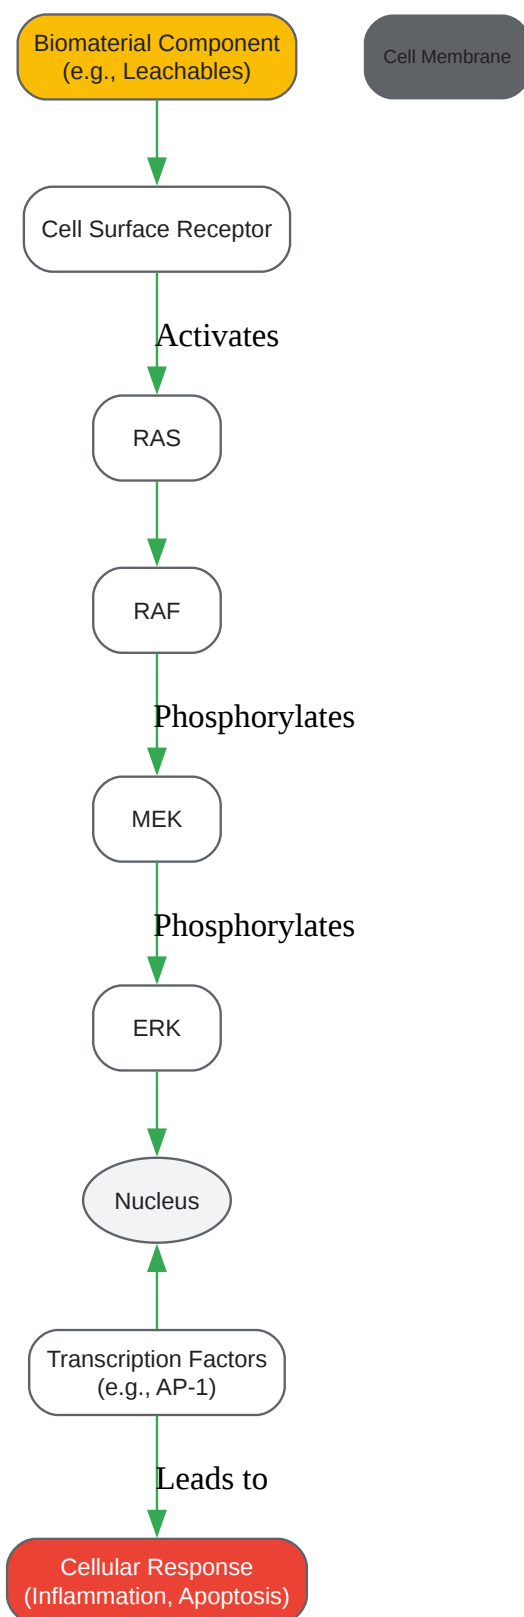 Biomaterial Component
(e.g., Leachables)
Cell Membrane
Cell Surface Receptor
Activates
RAS
RAF
Phosphorylates
MEK
Phosphorylates
ERK
Nucleus
Transcription Factors
(e.g., AP-1)
Leads to
Cellular Response
(Inflammation, Apoptosis)